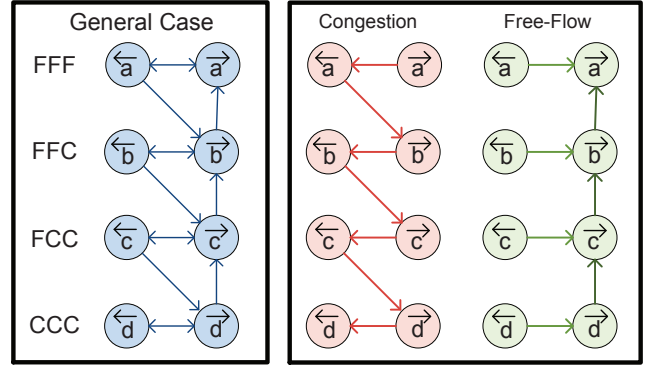 General Case
Congestion
Free-Flow
FFF
a a a a a a
FFC
b b b b b b
FCC
c c c c c c
CCC
d d d d d d